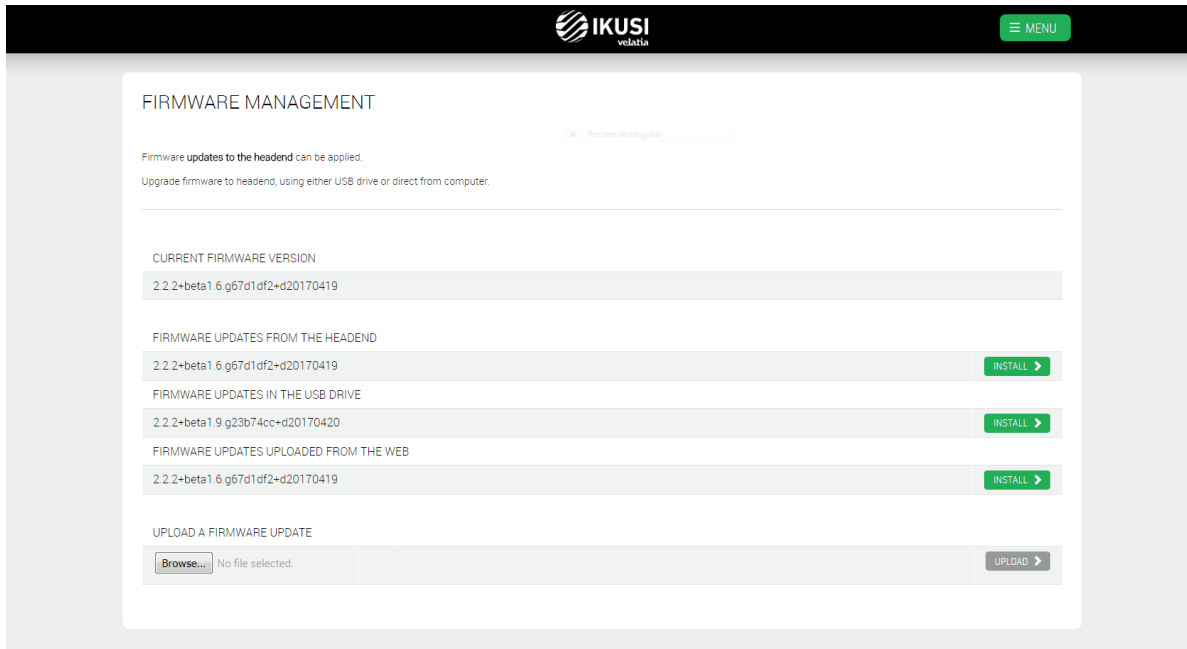 IKUSI
velatia
MENU
FIRMWARE MANAGEMENT
Recorte rectangular
Firmware updates to the headend can be applied.
Upgrade firmware to headend, using either USB drive or direct from computer.
CURRENT FIRMWARE VERSION
2.2.2+beta1.6.g67d1df2+d20170419
FIRMWARE UPDATES FROM THE HEADEND
2.2.2+beta1.6.g67d1df2+d20170419 INSTALL
FIRMWARE UPDATES IN THE USB DRIVE
2.2.2+beta1.9.g23b74cc+d20170420 INSTALL
FIRMWARE UPDATES UPLOADED FROM THE WEB
2.2.2+beta1.6.g67d1df2+d20170419 INSTALL
UPLOAD A FIRMWARE UPDATE
Browse... No file selected. UPLOAD